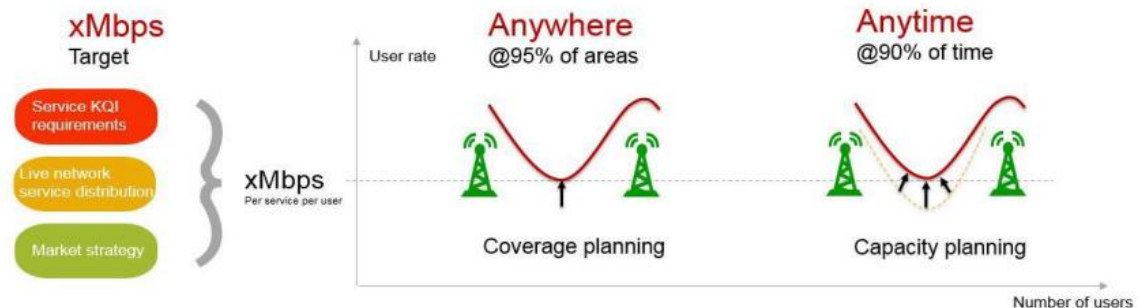 xMbps
Target
Service KQI
requirements
Live network
service distribution
Market strategy
xMbps
Per service per user
User rate
Anywhere
@95% of areas
Coverage planning
Anytime
@90% of time
Capacity planning
Number of users